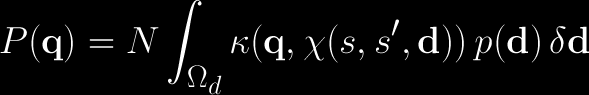 P(𝐪) = N ∫_{Ω_d} κ(𝐪, χ(s, s′, 𝐝)) p(𝐝) δ𝐝